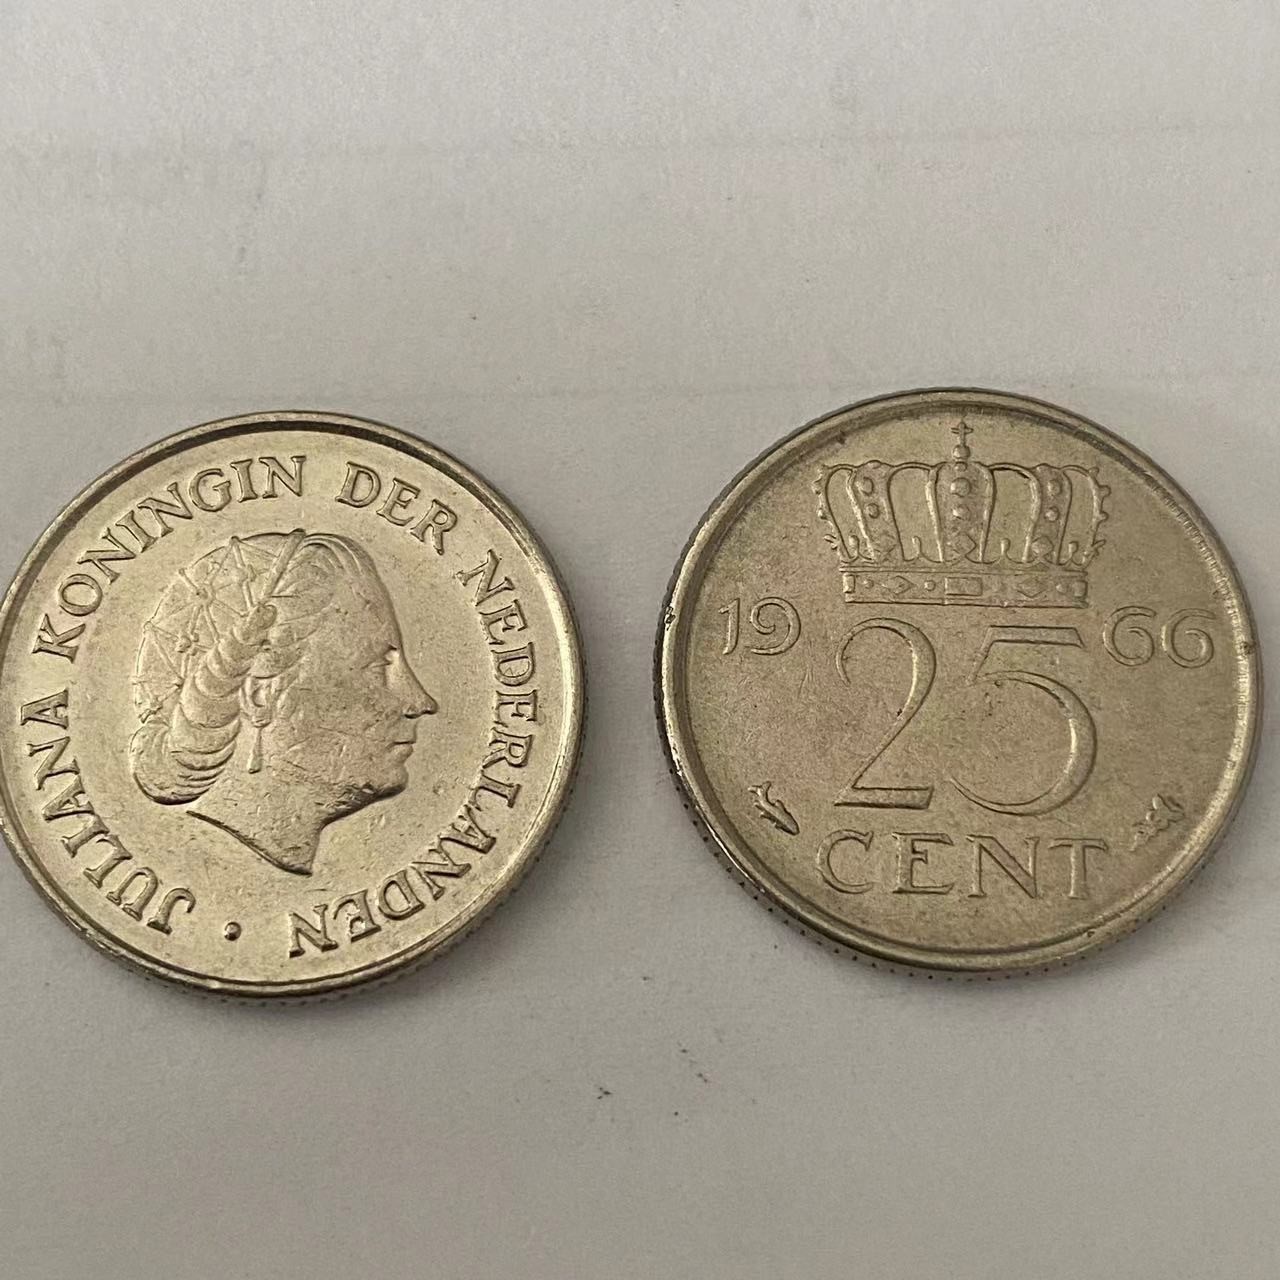 JULIANA KONINGIN DER NEDERLANDEN •
19 66
25
CENT